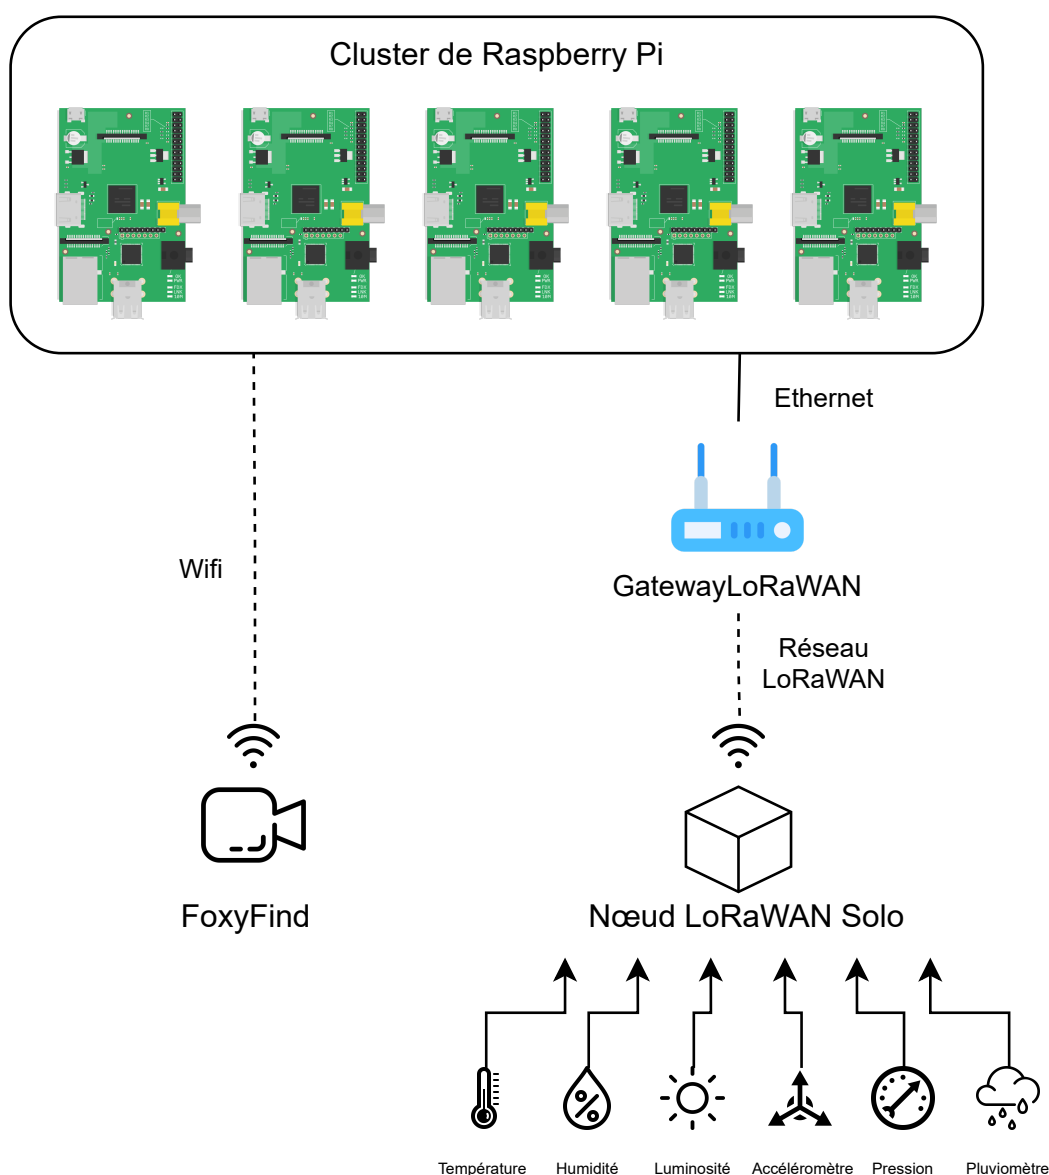 Cluster de Raspberry Pi
Ethernet
Wifi
GatewayLoRaWAN
Réseau
LoRaWAN
FoxyFind
Nœud LoRaWAN Solo
Température Humidité Luminosité Accéléromètre Pression Pluviomètre